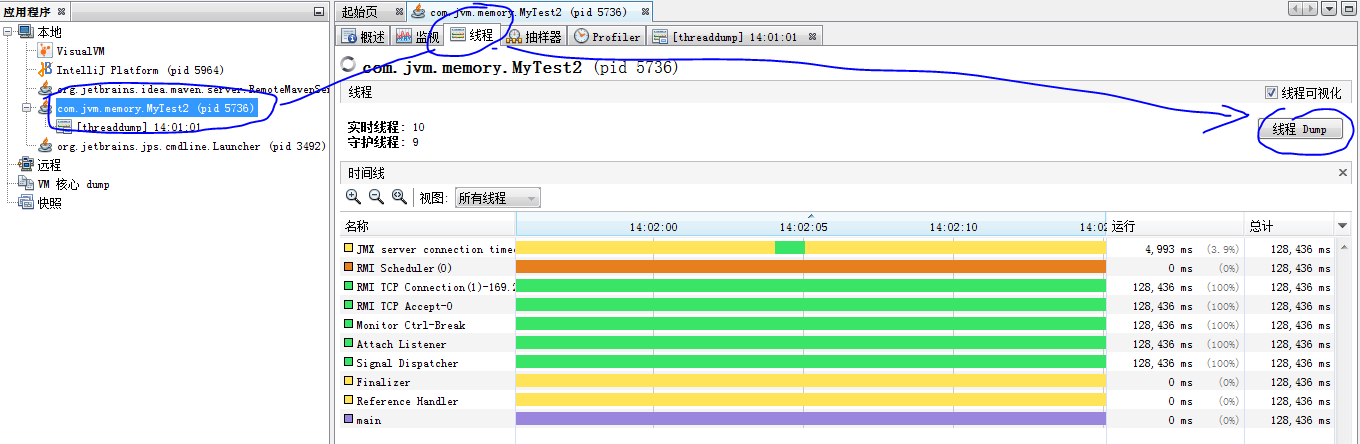 应用程序
本地
VisualVM
IntelliJ Platform (pid 5964)
org.jetbrains.idea.maven.server.RemoteMavenSer
com.jvm.memory.MyTest2 (pid 5736)
[threaddump] 14:01:01
org.jetbrains.jps.cmdline.Launcher (pid 3492)
远程
VM 核心 dump
快照
起始页 com.jvm.memory.MyTest2 (pid 5736)
概述 监视 线程 抽样器 Profiler [threaddump] 14:01:01
com.jvm.memory.MyTest2 (pid 5736)
线程 线程可视化
实时线程: 10
守护线程: 9
线程 Dump
时间线
视图: 所有线程
名称 14:02:00 14:02:05 14:02:10 14:02 运行 总计
JMX server connection timeo 4,993 ms (3.9%) 128,436 ms
RMI Scheduler(0) 0 ms (0%) 128,436 ms
RMI TCP Connection(1)-169.2 128,436 ms (100%) 128,436 ms
RMI TCP Accept-0 128,436 ms (100%) 128,436 ms
Monitor Ctrl-Break 128,436 ms (100%) 128,436 ms
Attach Listener 128,436 ms (100%) 128,436 ms
Signal Dispatcher 128,436 ms (100%) 128,436 ms
Finalizer 0 ms (0%) 128,436 ms
Reference Handler 0 ms (0%) 128,436 ms
main 0 ms (0%) 128,436 ms